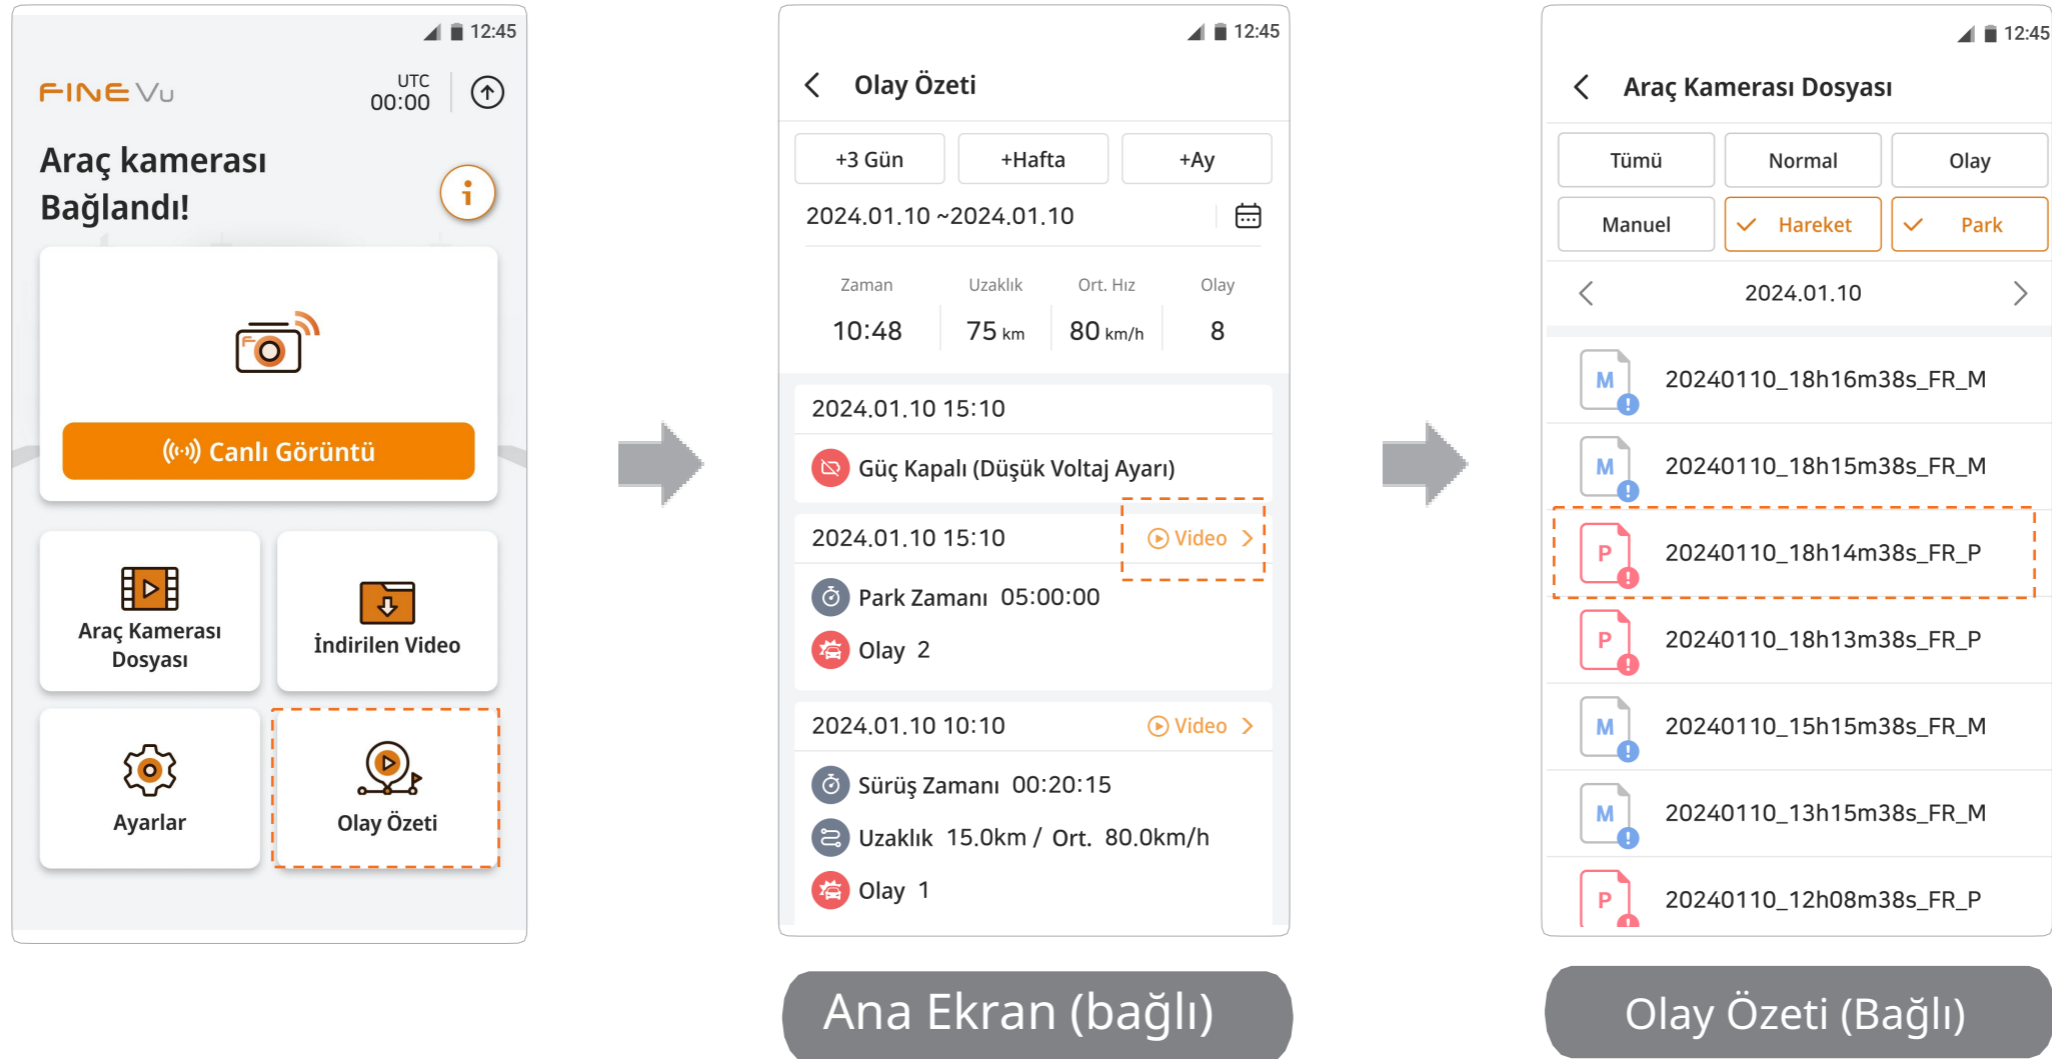 12:45
FINEVu
UTC
00:00
Araç kamerası
Bağlandı!
i
Canlı Görüntü
Araç Kamerası
Dosyası
İndirilen Video
Ayarlar
Olay Özeti
12:45
Olay Özeti
+3 Gün
+Hafta
+Ay
2024.01.10 ~2024.01.10
Zaman
Uzaklık
Ort. Hız
Olay
10:48
75 km
80 km/h
8
2024.01.10 15:10
Güç Kapalı (Düşük Voltaj Ayarı)
2024.01.10 15:10
Video
Park Zamanı 05:00:00
Olay 2
2024.01.10 10:10
Video
Sürüş Zamanı 00:20:15
Uzaklık 15.0km / Ort. 80.0km/h
Olay 1
Ana Ekran (bağlı)
12:45
Araç Kamerası Dosyası
Tümü
Normal
Olay
Manuel
Hareket
Park
2024.01.10
M
20240110_18h16m38s_FR_M
M
20240110_18h15m38s_FR_M
P
20240110_18h14m38s_FR_P
P
20240110_18h13m38s_FR_P
M
20240110_15h15m38s_FR_M
M
20240110_13h15m38s_FR_M
P
20240110_12h08m38s_FR_P
Olay Özeti (Bağlı)